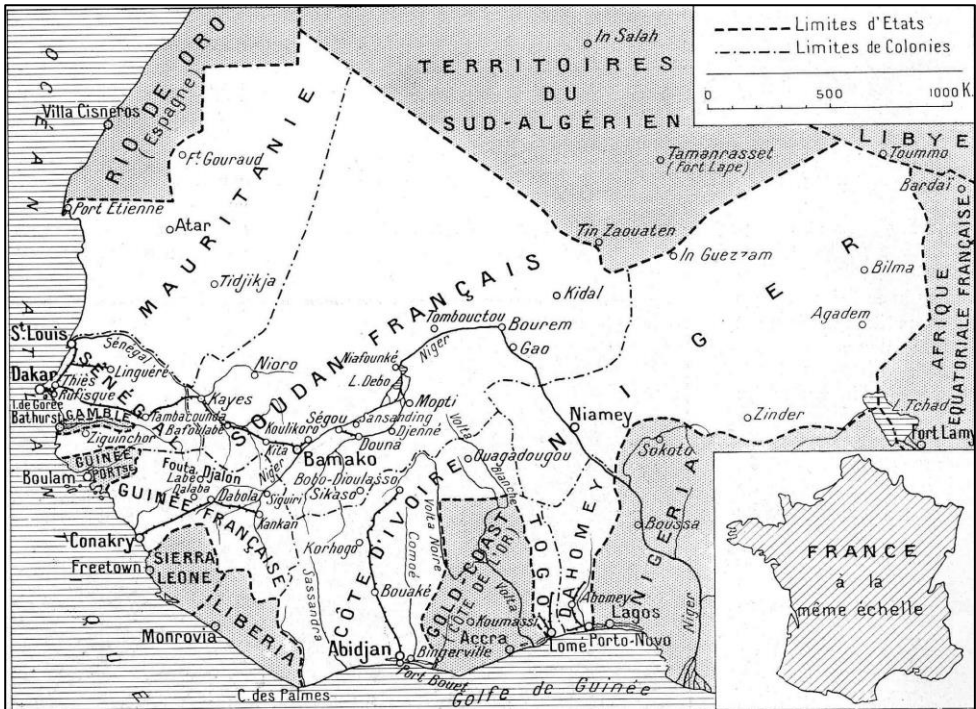 Limites d'Etats
Limites de Colonies
0 500 1000 K.
OCÉAN
ATLANTIQUE
RIO DE ORO
(Espagne)
Villa Cisneros
Ft Gouraud
Port Etienne
Atar
Tidjikja
MAURITANIE
In Salah
TERRITOIRES
DU
SUD-ALGÉRIEN
Tamanrasset
(Fort Lape)
Tin Zaouaten
LIBYE
Toummo
Bardaï
AFRIQUE
EQUATORIALE FRANÇAISE
In Guezzam
Bilma
Agadem
NIGER
Kidal
SOUDAN FRANÇAIS
Tombouctou
Bourem
Niger
Gao
Niafounké
L. Debo
Mopti
St Louis
Sénégal
Nioro
Dakar
Linguère
Thiès
Rufisque
I. de Gorée
SÉNÉGAL
Kayes
GAMBIE
Bathurst
Tambacounda
Bafoulabé
Koulikoro
Ségou
Sansanding
Djenné
Kita
Douna
Bamako
Ziguinchor
GUINÉE
PORTSE
Boulam
Fouta Djalon
Labé
Dalaba
Dabola
Niger
Siguiri
Kankan
GUINÉE FRANÇAISE
Conakry
Freetown
SIERRA
LEONE
LIBERIA
Monrovia
C. des Palmes
Bobo-Dioulasso
Sikaso
Korhogo
Sassandra
CÔTE D'IVOIRE
Bouaké
Comoé
Volta Noire
Abidjan
Bingerville
Port Bouet
Volta
Blanche
Ouagadougou
GOLD-COAST
(CÔTE DE L'OR)
Volta
Koumassi
Accra
TOGO
Lomé
DAHOMEY
Abomey
Porto-Novo
Lagos
Niamey
Zinder
Sokoto
NIGERIA
Boussa
Niger
L. Tchad
Fort Lamy
Golfe de Guinée
FRANCE
à la
même échelle